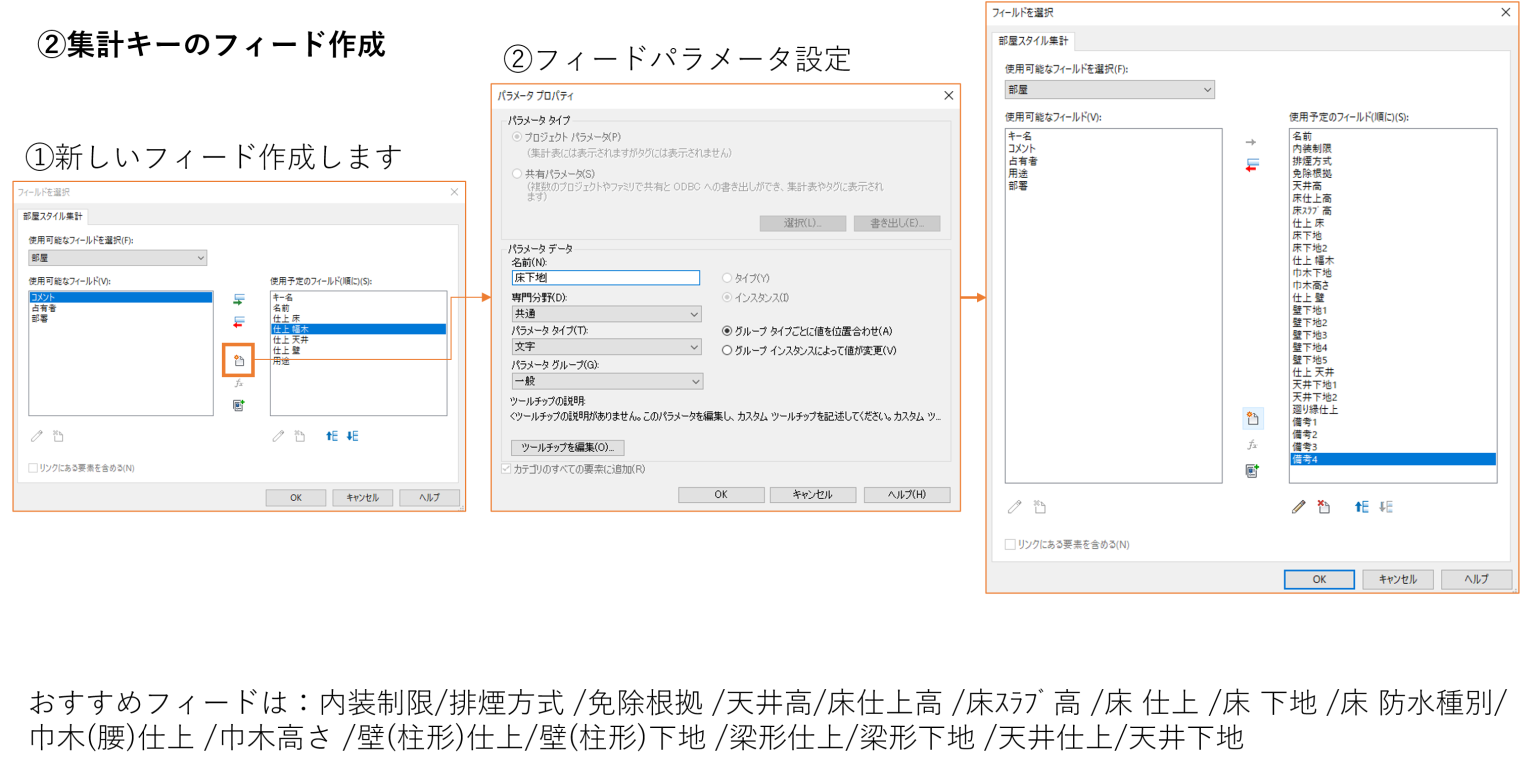 ②集計キーのフィード作成
①新しいフィード作成します
フィールドを選択
部屋スタイル集計
使用可能なフィールドを選択(F):
部屋
使用可能なフィールド(V):
コメント
占有者
部署
使用予定のフィールド(順に)(S):
キー名
名前
仕上 床
仕上 幅木
仕上 天井
仕上 壁
用途
fx
リンクにある要素を含める(N)
OK
キャンセル
ヘルプ
②フィードパラメータ設定
パラメータ プロパティ
パラメータ タイプ
プロジェクト パラメータ(P)
(集計表には表示されますがタグには表示されません)
共有パラメータ(S)
(複数のプロジェクトやファミリで共有と ODBC への書き出しができ、集計表やタグに表示され
ます)
選択(L)...
書き出し(E)...
パラメータ データ
名前(N):
床下地
専門分野(D):
共通
パラメータ タイプ(T):
文字
パラメータ グループ(G):
一般
タイプ(Y)
インスタンス(I)
グループ タイプごとに値を位置合わせ(A)
グループ インスタンスによって値が変更(V)
ツールチップの説明:
<ツールチップの説明がありません。このパラメータを編集し、カスタム ツールチップを記述してください。カスタム ツ...
ツールチップを編集(O)...
カテゴリのすべての要素に追加(R)
OK
キャンセル
ヘルプ(H)
フィールドを選択
部屋スタイル集計
使用可能なフィールドを選択(F):
部屋
使用可能なフィールド(V):
キー名
コメント
占有者
用途
部署
使用予定のフィールド(順に)(S):
名前
内装制限
排煙方式
免除根拠
天井高
床仕上高
床ｽﾗﾌﾞ高
仕上 床
床下地
床下地2
仕上 幅木
巾木下地
巾木高さ
仕上 壁
壁下地1
壁下地2
壁下地3
壁下地4
壁下地5
仕上 天井
天井下地1
天井下地2
廻り縁仕上
備考1
備考2
備考3
備考4
fx
リンクにある要素を含める(N)
OK
キャンセル
ヘルプ
おすすめフィードは：内装制限/排煙方式 /免除根拠 /天井高/床仕上高 /床ｽﾗﾌﾞ高 /床 仕上 /床 下地 /床 防水種別/
巾木(腰)仕上 /巾木高さ /壁(柱形)仕上/壁(柱形)下地 /梁形仕上/梁形下地 /天井仕上/天井下地